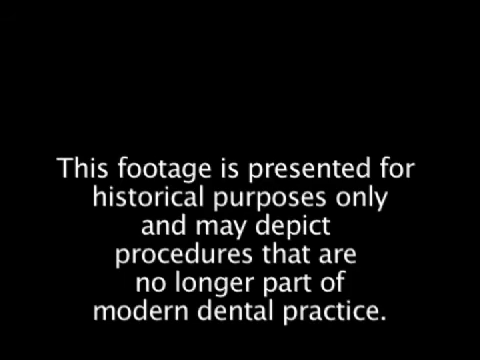 This footage is presented for
historical purposes only
and may depict
procedures that are
no longer part of
modern dental practice.